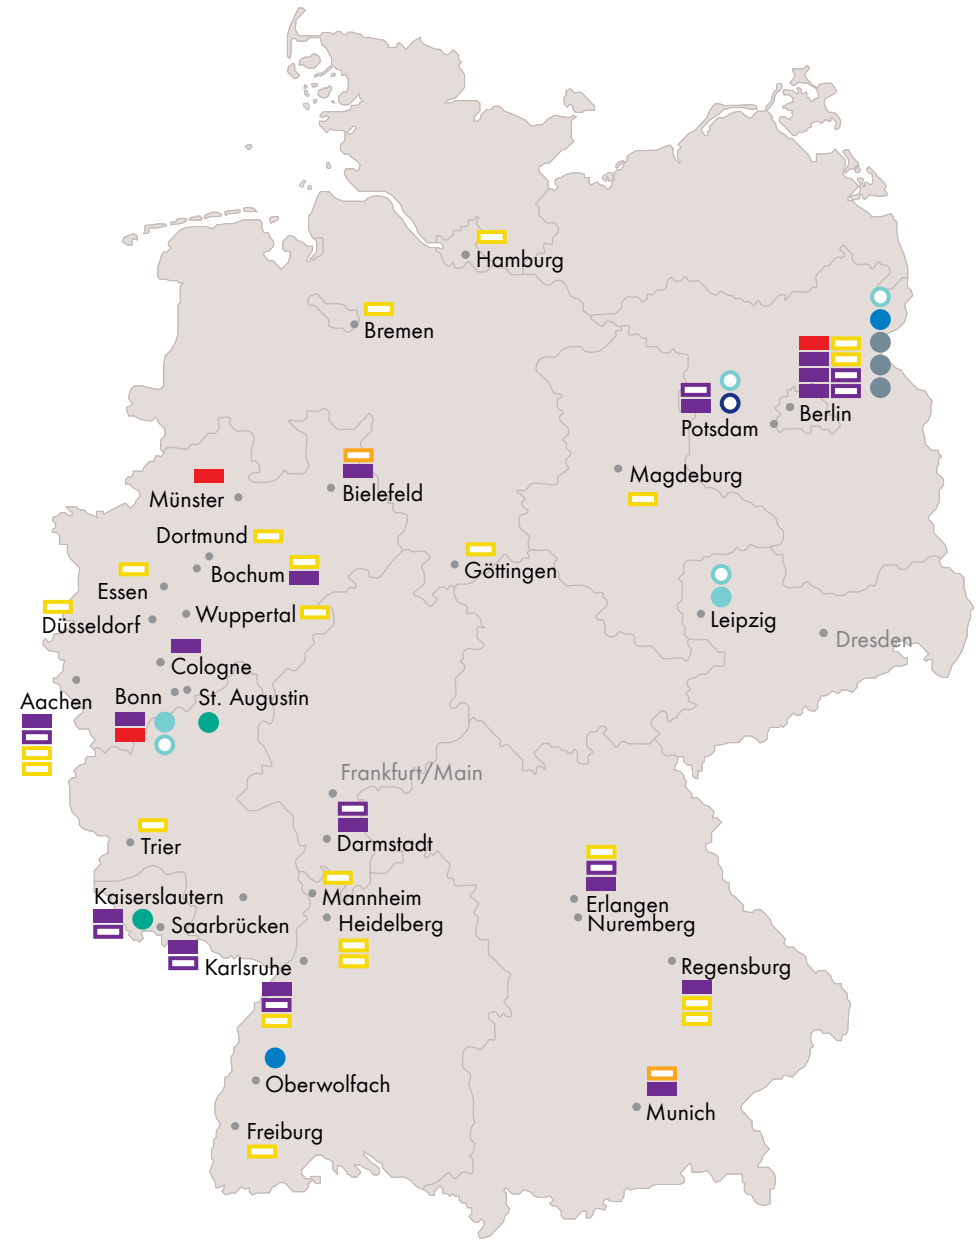 Hamburg
Bremen
Berlin
Potsdam
Magdeburg
Bielefeld
Münster
Dortmund
Bochum
Göttingen
Essen
Wuppertal
Düsseldorf
Leipzig
Dresden
Cologne
Aachen
Bonn
St. Augustin
Frankfurt/Main
Darmstadt
Trier
Kaiserslautern
Mannheim
Erlangen
Heidelberg
Nuremberg
Saarbrücken
Karlsruhe
Regensburg
Oberwolfach
Munich
Freiburg